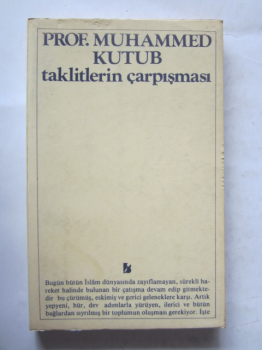 PROF. MUHAMMED
KUTUB
taklitlerin çarpışması
Bugün bütün İslâm dünyasında zayıflamayan, sürekli ha-
reket halinde bulunan bir çatışma devam edip gitmekte-
dir bu çürümüş, eskimiş ve gerici geleneklere karşı. Artık
yepyeni, hür, dev adımlarla yürüyen, ilerici ve bütün
bağlardan sıyrılmış bir toplumun oluşması gerekiyor. İşte